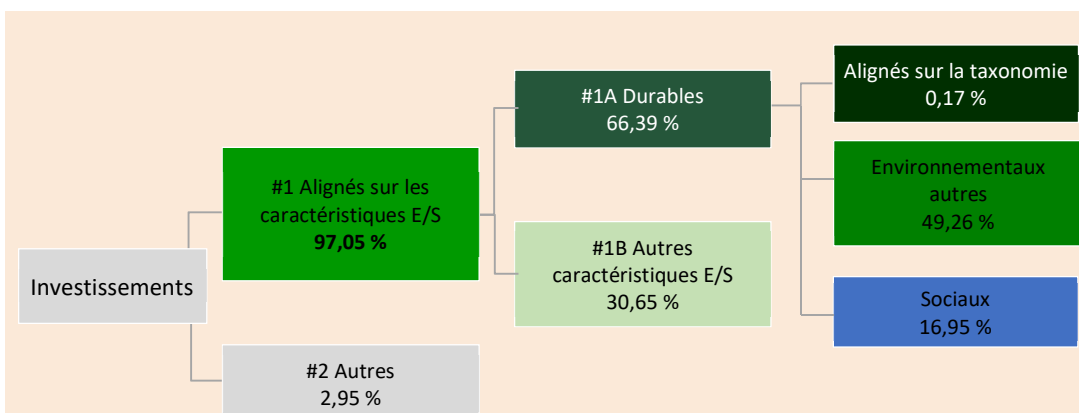 Investissements
#1 Alignés sur les
caractéristiques E/S
97,05 %
#2 Autres
2,95 %
#1A Durables
66,39 %
#1B Autres
caractéristiques E/S
30,65 %
Alignés sur la taxonomie
0,17 %
Environnementaux
autres
49,26 %
Sociaux
16,95 %